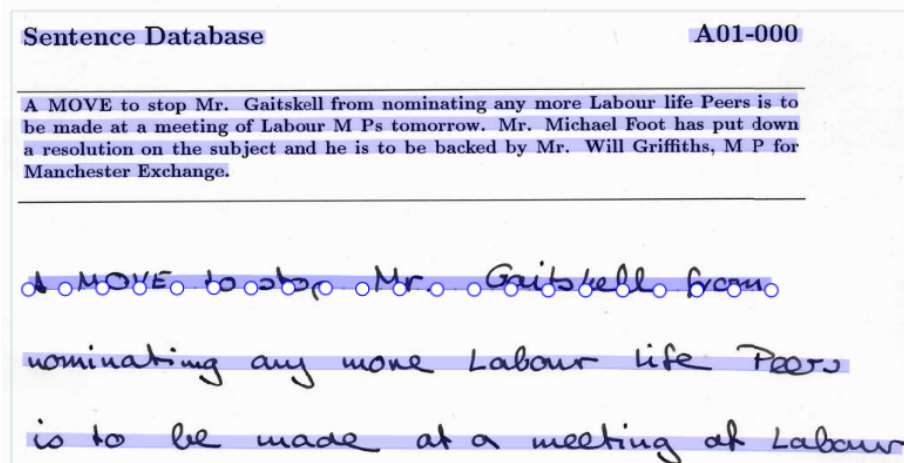 Sentence Database A01-000
A MOVE to stop Mr. Gaitskell from nominating any more Labour life Peers is to
be made at a meeting of Labour M Ps tomorrow. Mr. Michael Foot has put down
a resolution on the subject and he is to be backed by Mr. Will Griffiths, M P for
Manchester Exchange.
A MOVE to stop Mr. Gaitskell from
nominating any more Labour life Peers
is to be made at a meeting of Labour